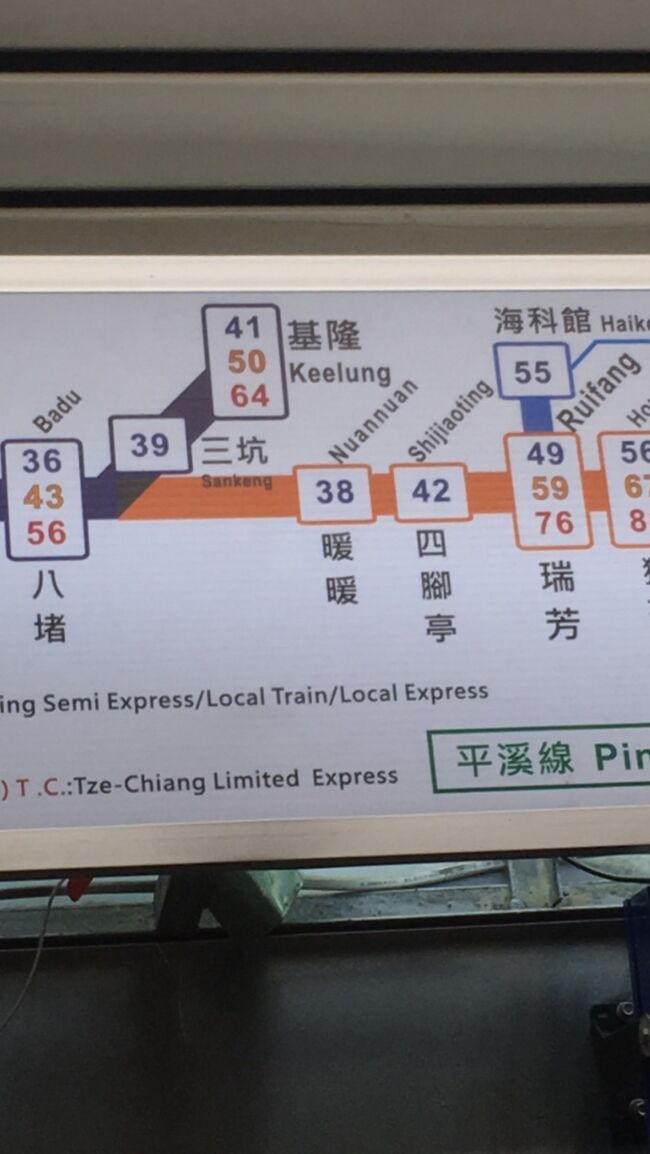 41
50
64
基隆
Keelung
海科館
55
Badu
36
43
56
八堵
39
三坑
Sankeng
Nuannuan
38
暖暖
Shijiaoting
42
四腳亭
Ruifang
49
59
76
瑞芳
56
ing Semi Express/Local Train/Local Express
) T .C.:Tze-Chiang Limited Express
平溪線